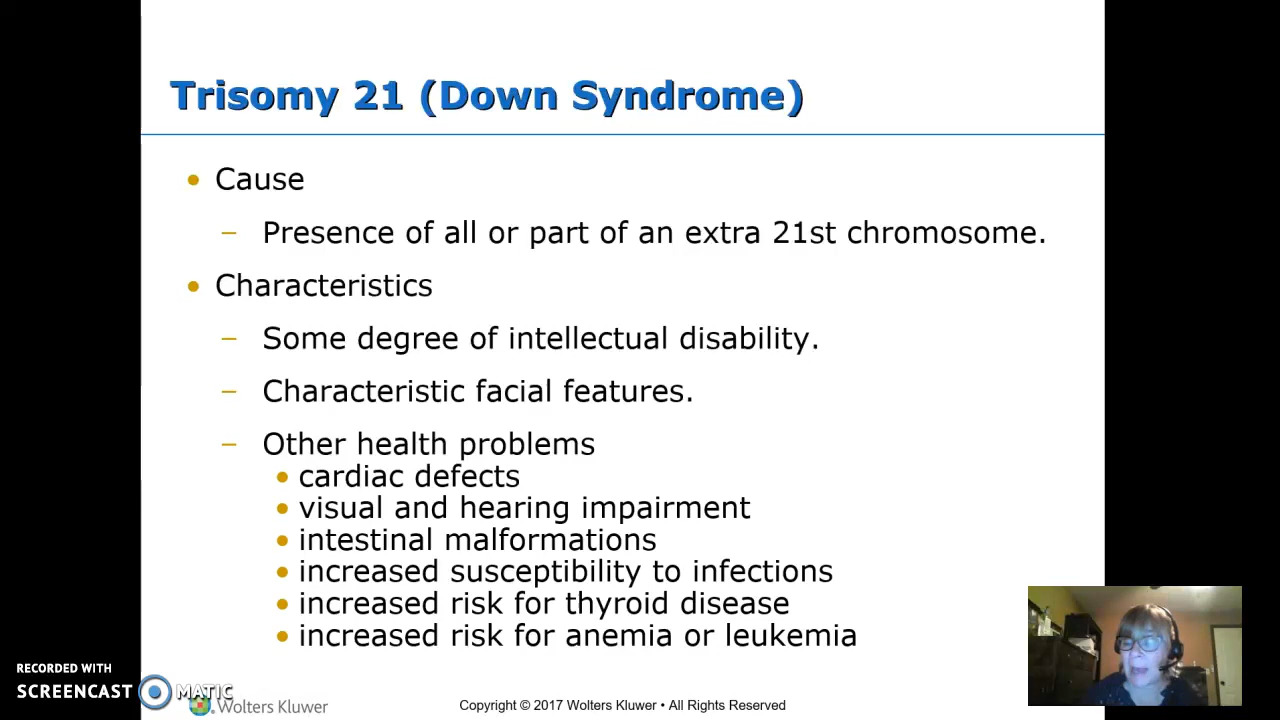 Trisomy 21 (Down Syndrome)
• Cause
– Presence of all or part of an extra 21st chromosome.
• Characteristics
– Some degree of intellectual disability.
– Characteristic facial features.
– Other health problems
• cardiac defects
• visual and hearing impairment
• intestinal malformations
• increased susceptibility to infections
• increased risk for thyroid disease
• increased risk for anemia or leukemia
RECORDED WITH
SCREENCAST MATIC
Wolters Kluwer
Copyright © 2017 Wolters Kluwer • All Rights Reserved